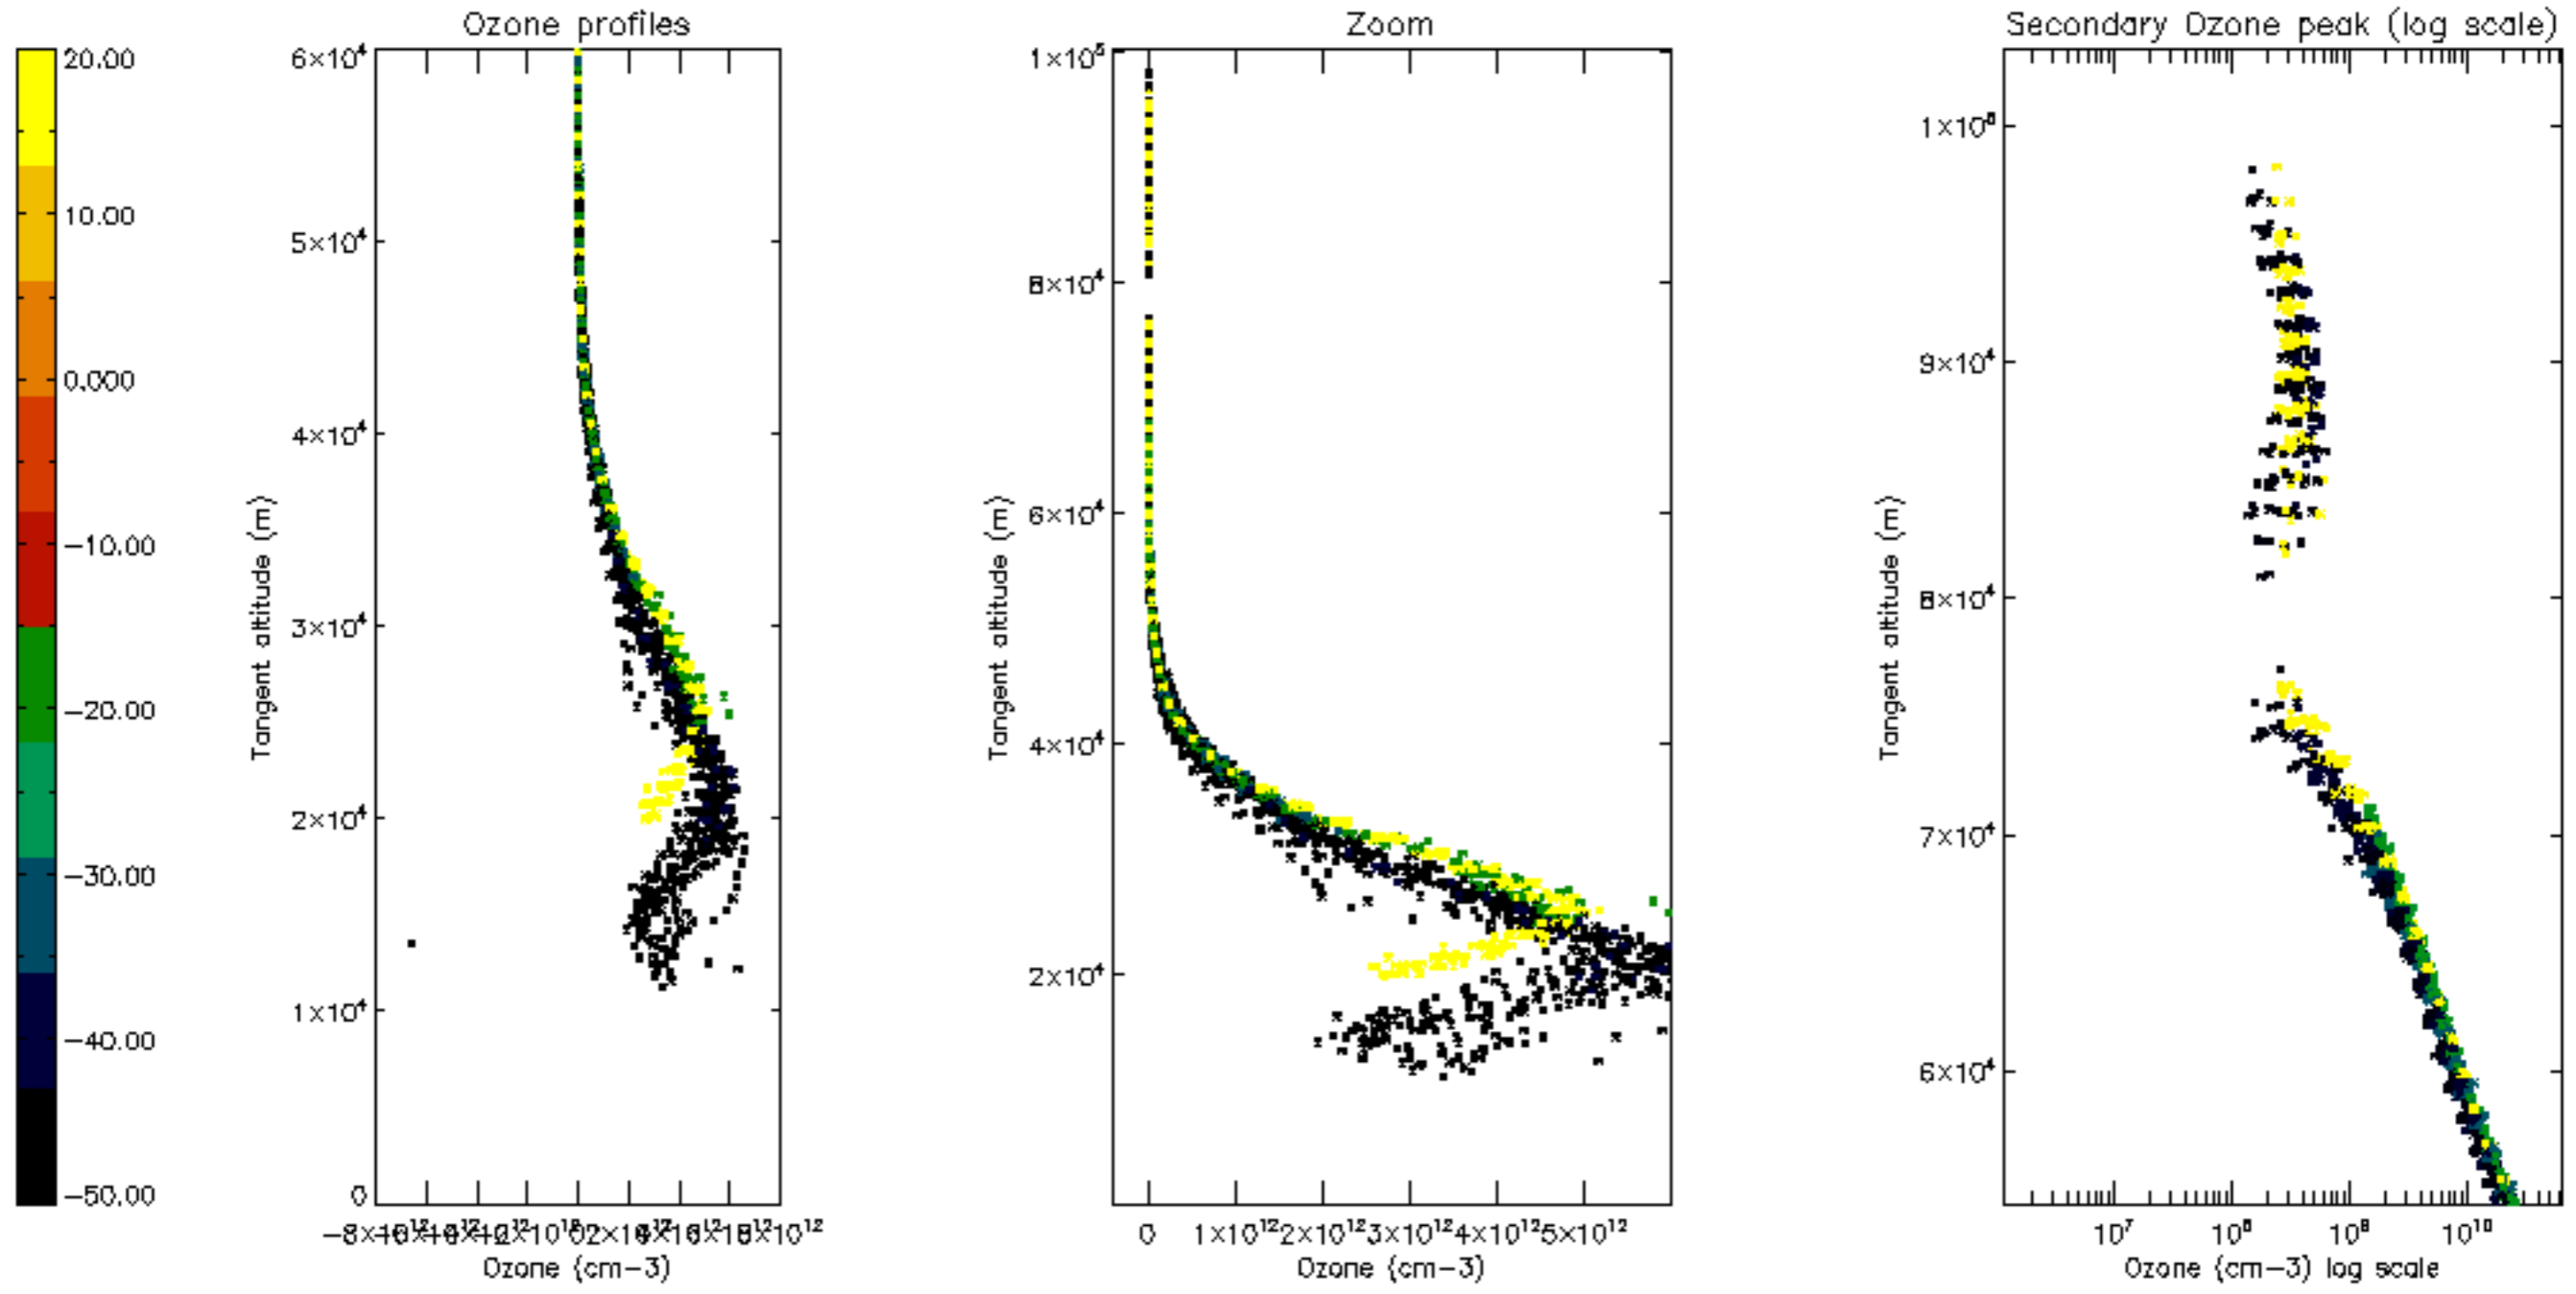 Ozone profiles
Zoom
Secondary Ozone peak (log scale)
20.00
10.00
0.000
−10.00
−20.00
−30.00
−40.00
−50.00
Tangent altitude (m)
6×10⁴
5×10⁴
4×10⁴
3×10⁴
2×10⁴
1×10⁴
0
Ozone (cm−3)
Tangent altitude (m)
1×10⁵
8×10⁴
6×10⁴
4×10⁴
2×10⁴
0 1×10¹² 2×10¹² 3×10¹² 4×10¹² 5×10¹²
Ozone (cm−3)
Tangent altitude (m)
1×10⁵
9×10⁴
8×10⁴
7×10⁴
6×10⁴
10⁷ 10⁸ 10⁹ 10¹⁰
Ozone (cm−3) log scale